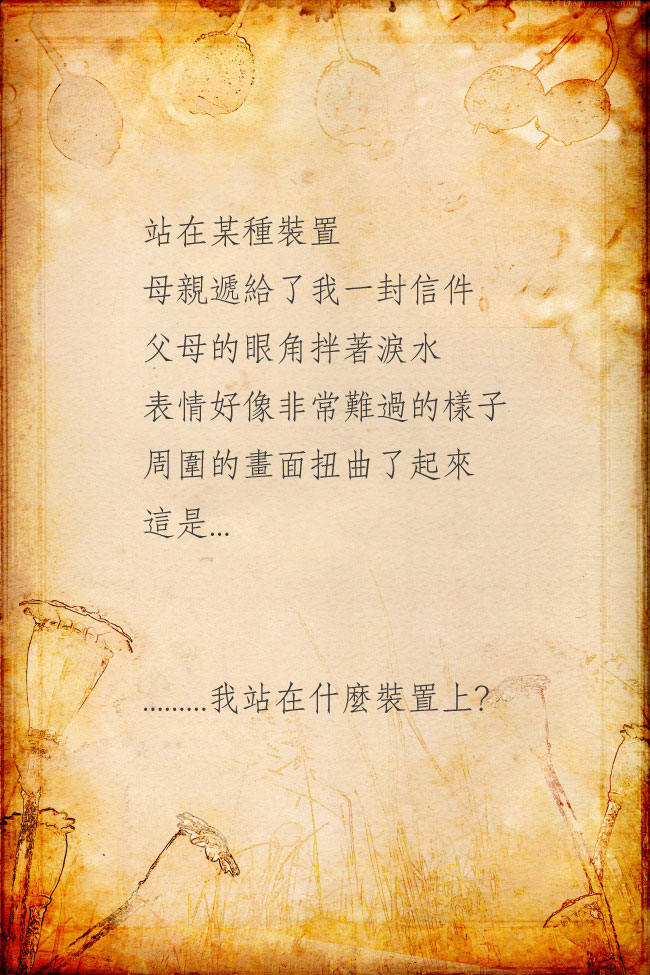 站在某種裝置
母親遞給了我一封信件
父母的眼角拌著淚水
表情好像非常難過的樣子
周圍的畫面扭曲了起來
這是...
.........我站在什麼裝置上?